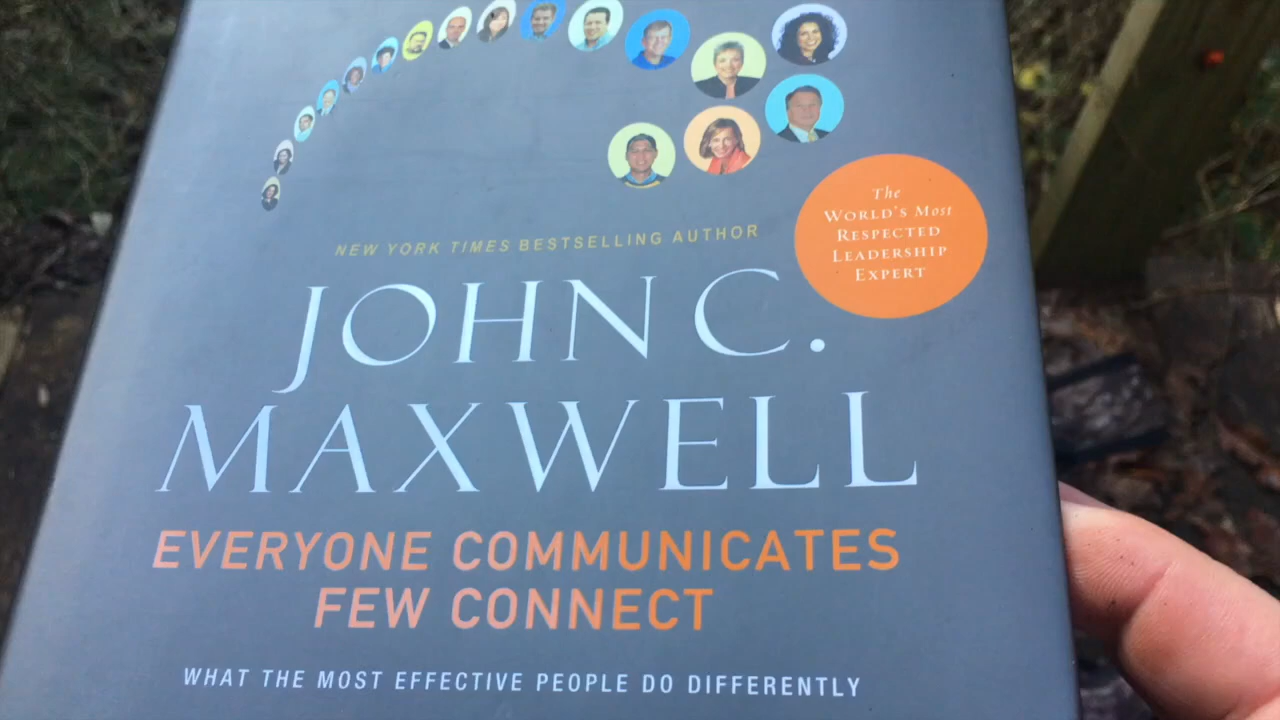 The
WORLD'S Most
RESPECTED
LEADERSHIP
EXPERT
NEW YORK TIMES BESTSELLING AUTHOR
JOHN C.
MAXWELL
EVERYONE COMMUNICATES
FEW CONNECT
WHAT THE MOST EFFECTIVE PEOPLE DO DIFFERENTLY